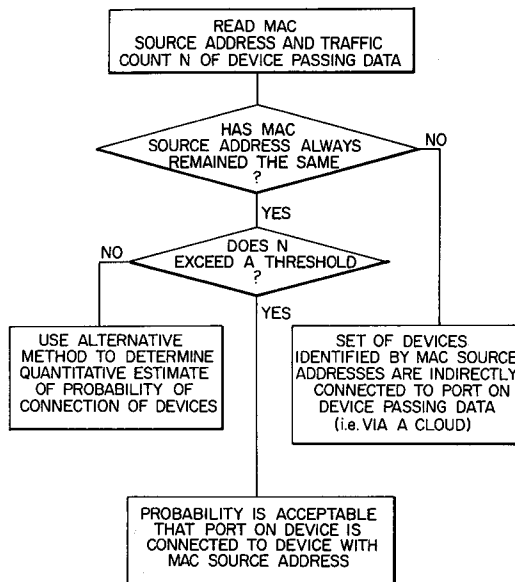 READ MAC
SOURCE ADDRESS AND TRAFFIC
COUNT N OF DEVICE PASSING DATA
HAS MAC
SOURCE ADDRESS ALWAYS
REMAINED THE SAME
?
NO
YES
DOES N
EXCEED A THRESHOLD
?
NO
YES
USE ALTERNATIVE
METHOD TO DETERMINE
QUANTITATIVE ESTIMATE
OF PROBABILITY OF
CONNECTION OF DEVICES
SET OF DEVICES
IDENTIFIED BY MAC SOURCE
ADDRESSES ARE INDIRECTLY
CONNECTED TO PORT ON
DEVICE PASSING DATA
(i.e. VIA A CLOUD)
PROBABILITY IS ACCEPTABLE
THAT PORT ON DEVICE IS
CONNECTED TO DEVICE WITH
MAC SOURCE ADDRESS